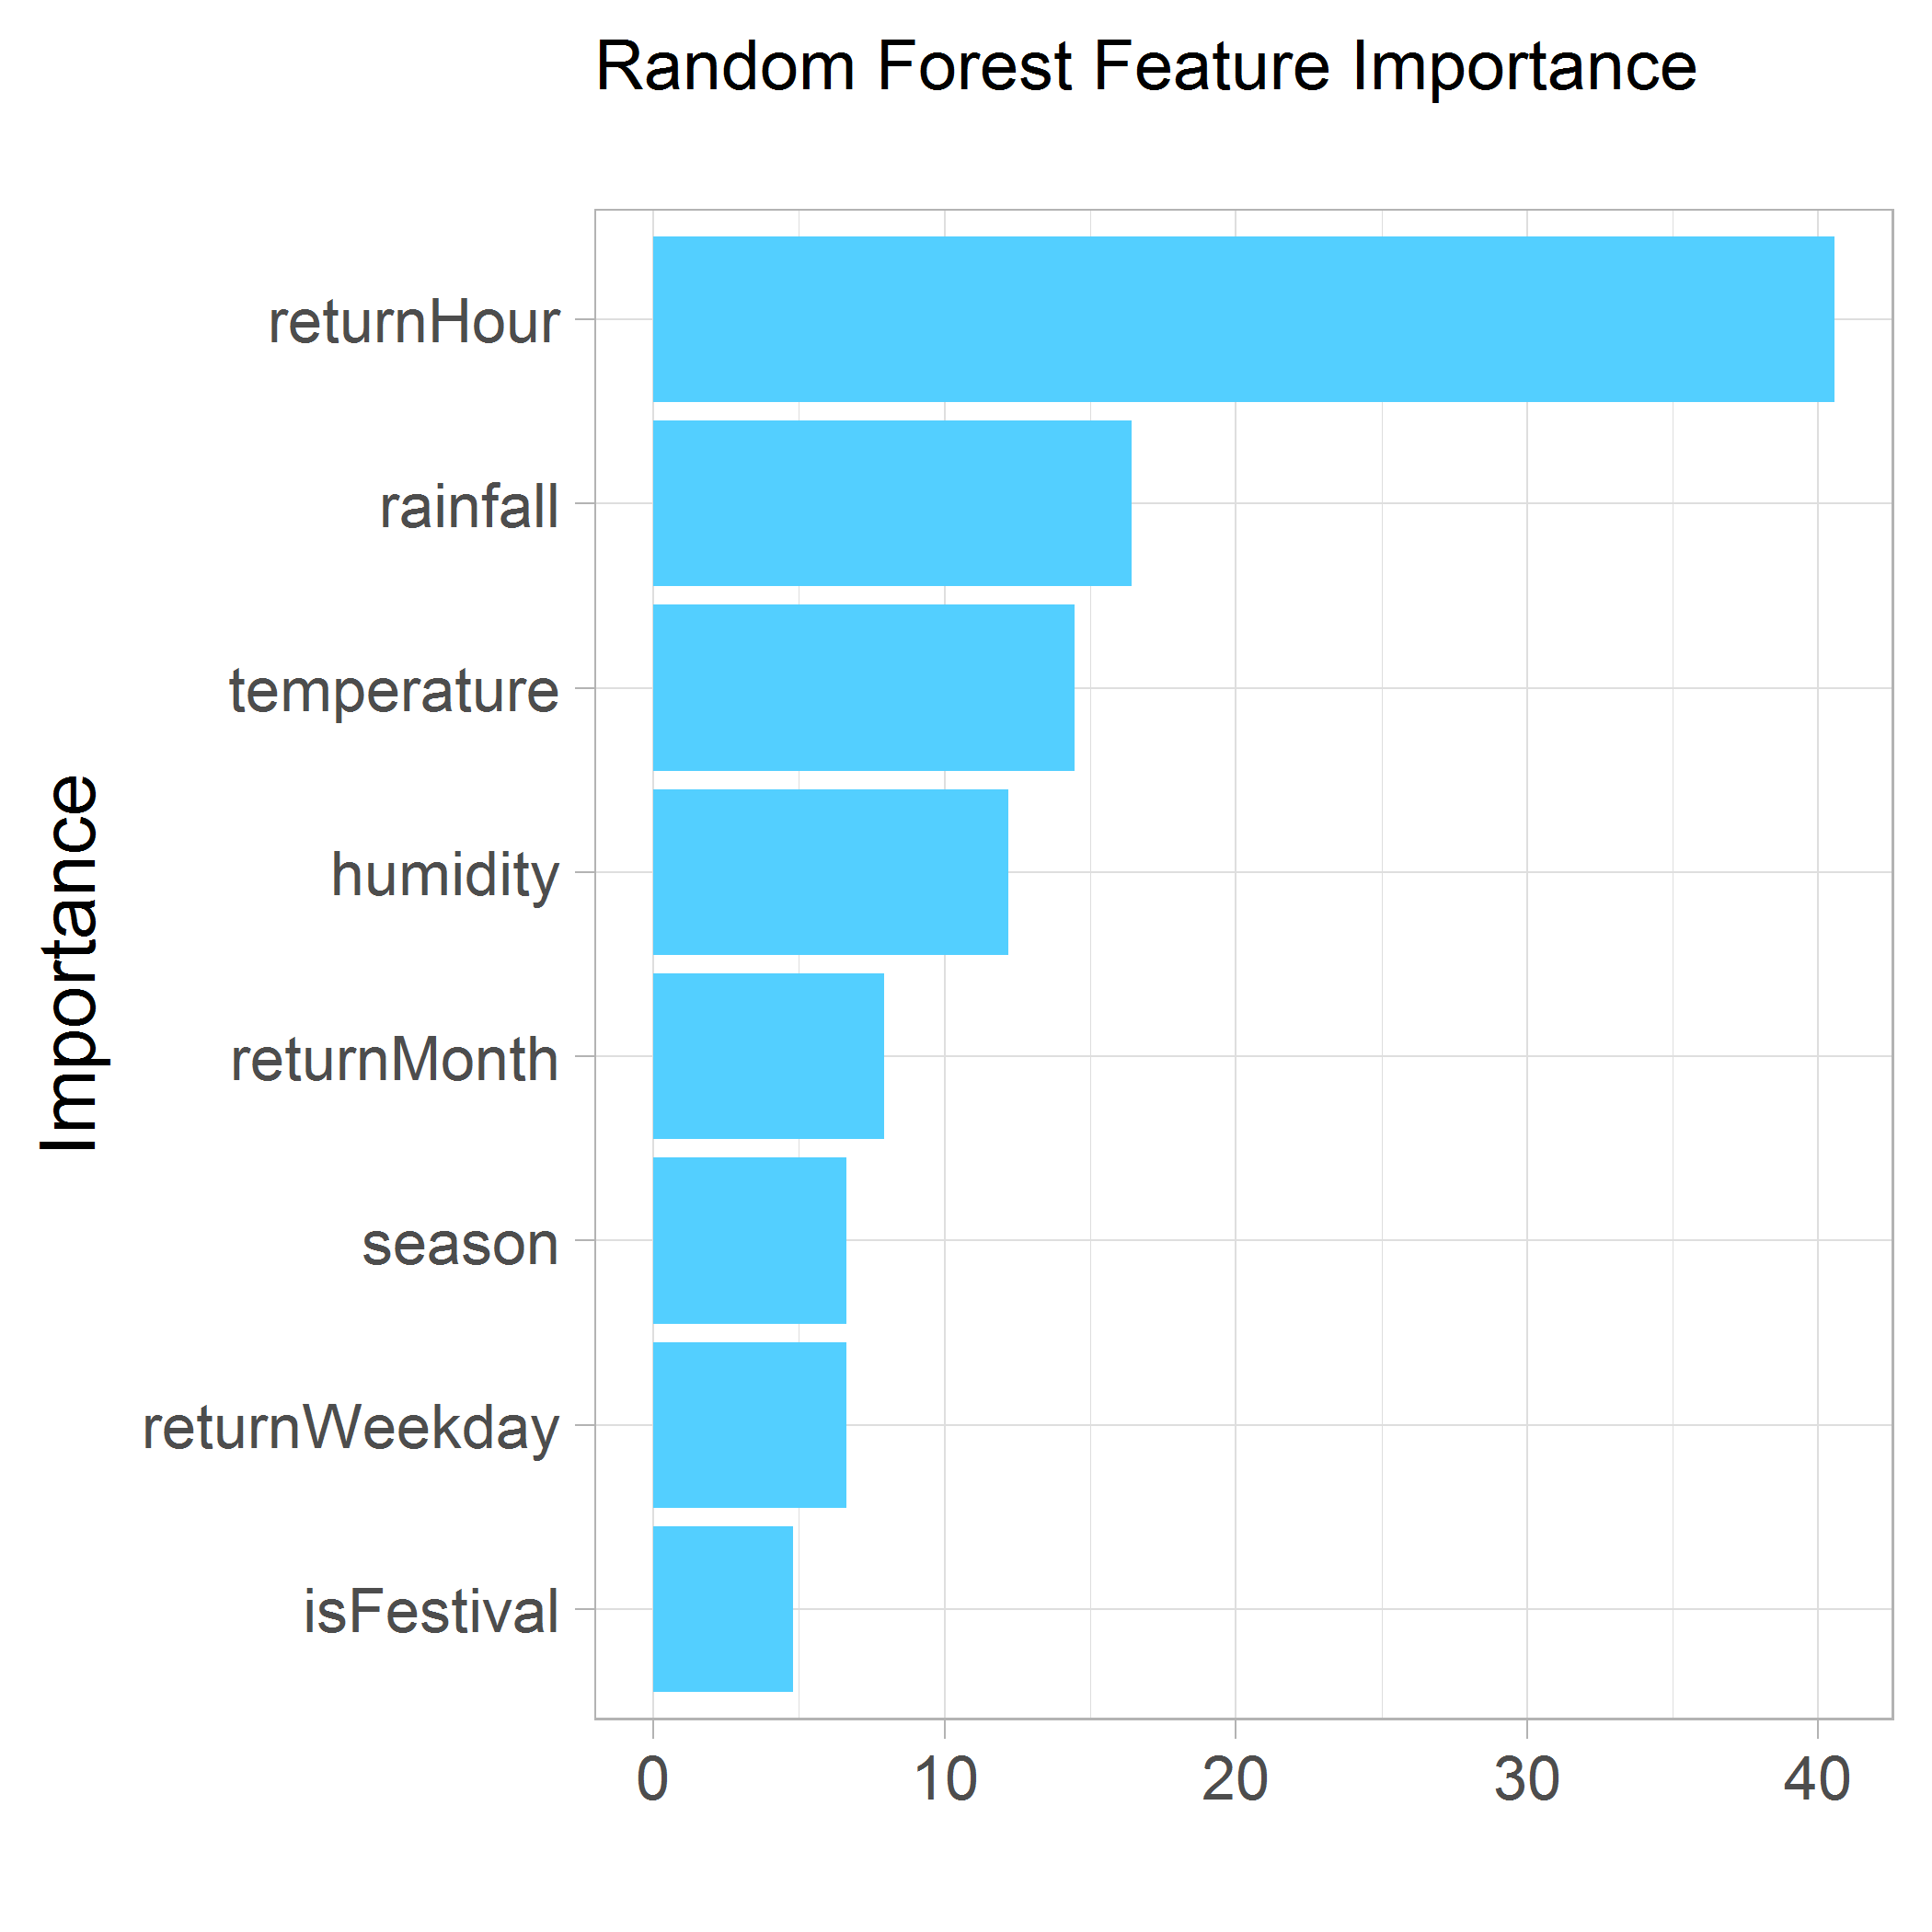 Random Forest Feature Importance
Importance
returnHour
rainfall
temperature
humidity
returnMonth
season
returnWeekday
isFestival
0 10 20 30 40